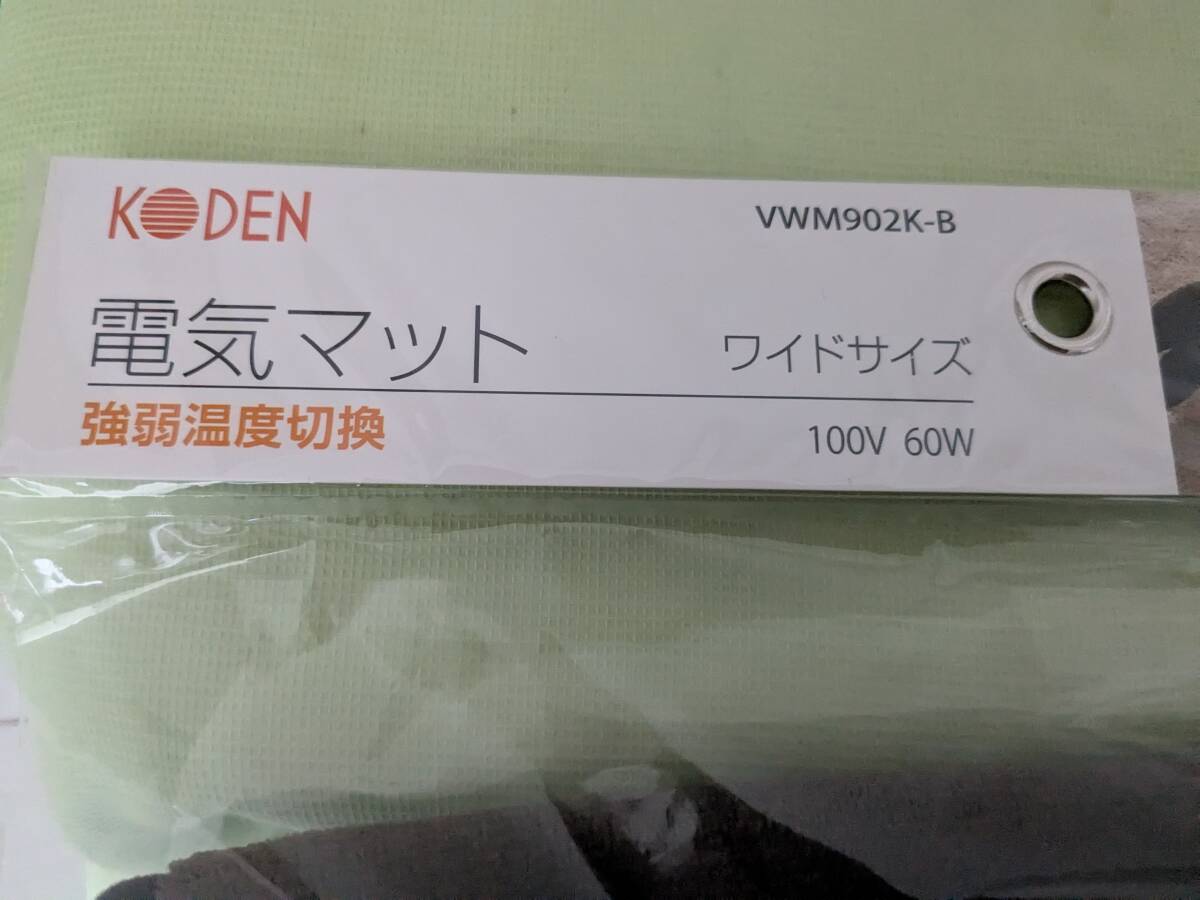 KODEN
VWM902K-B
電気マット
ワイドサイズ
強弱温度切換
100V 60W